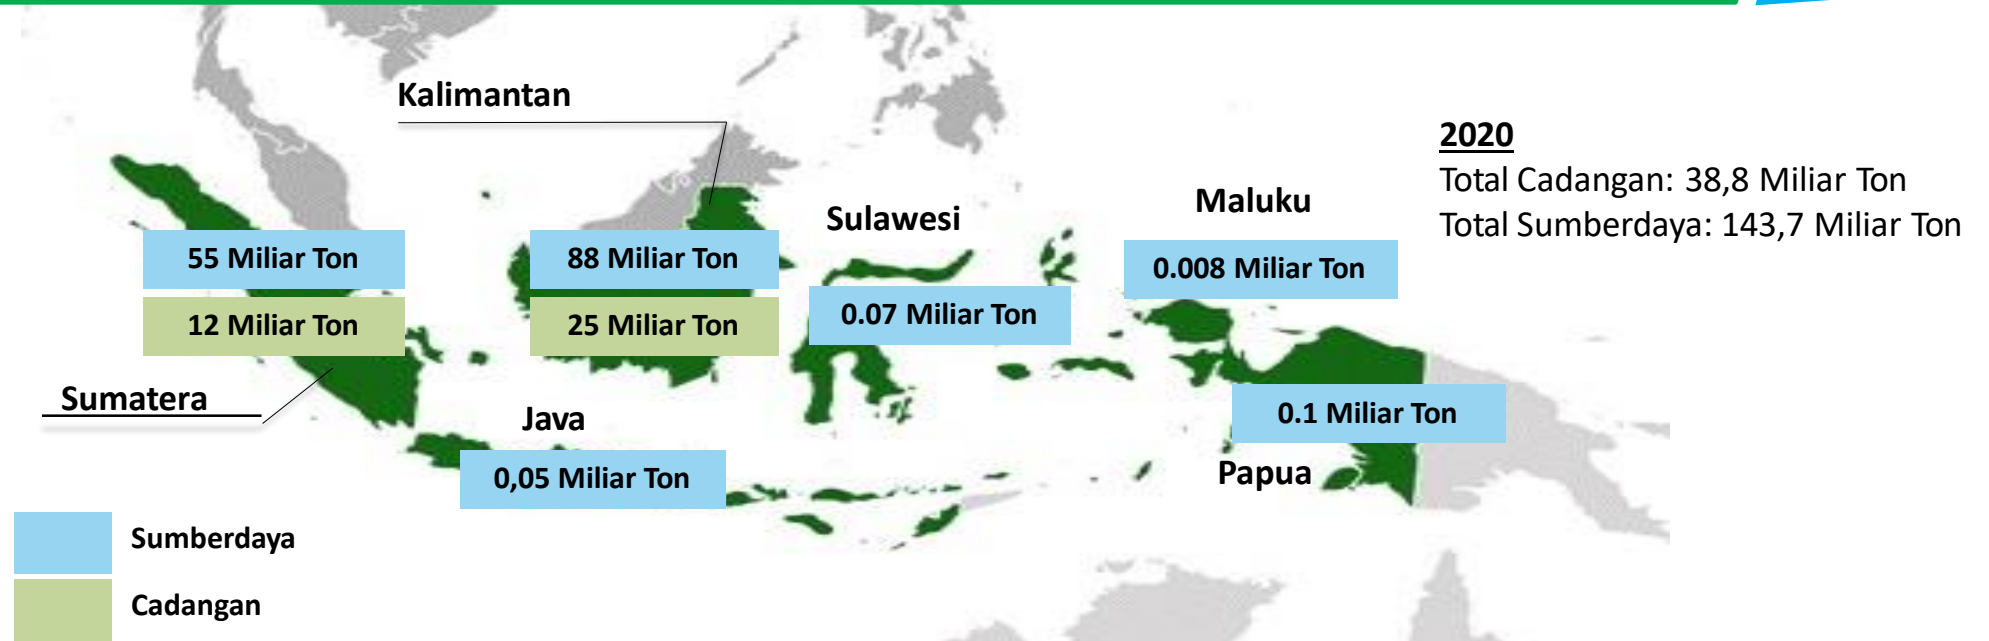 Kalimantan
2020
Total Cadangan: 38,8 Miliar Ton
Total Sumberdaya: 143,7 Miliar Ton
Maluku
Sulawesi
55 Miliar Ton
88 Miliar Ton
0.008 Miliar Ton
12 Miliar Ton
25 Miliar Ton
0.07 Miliar Ton
Sumatera
Java
0.1 Miliar Ton
0,05 Miliar Ton
Papua
Sumberdaya
Cadangan